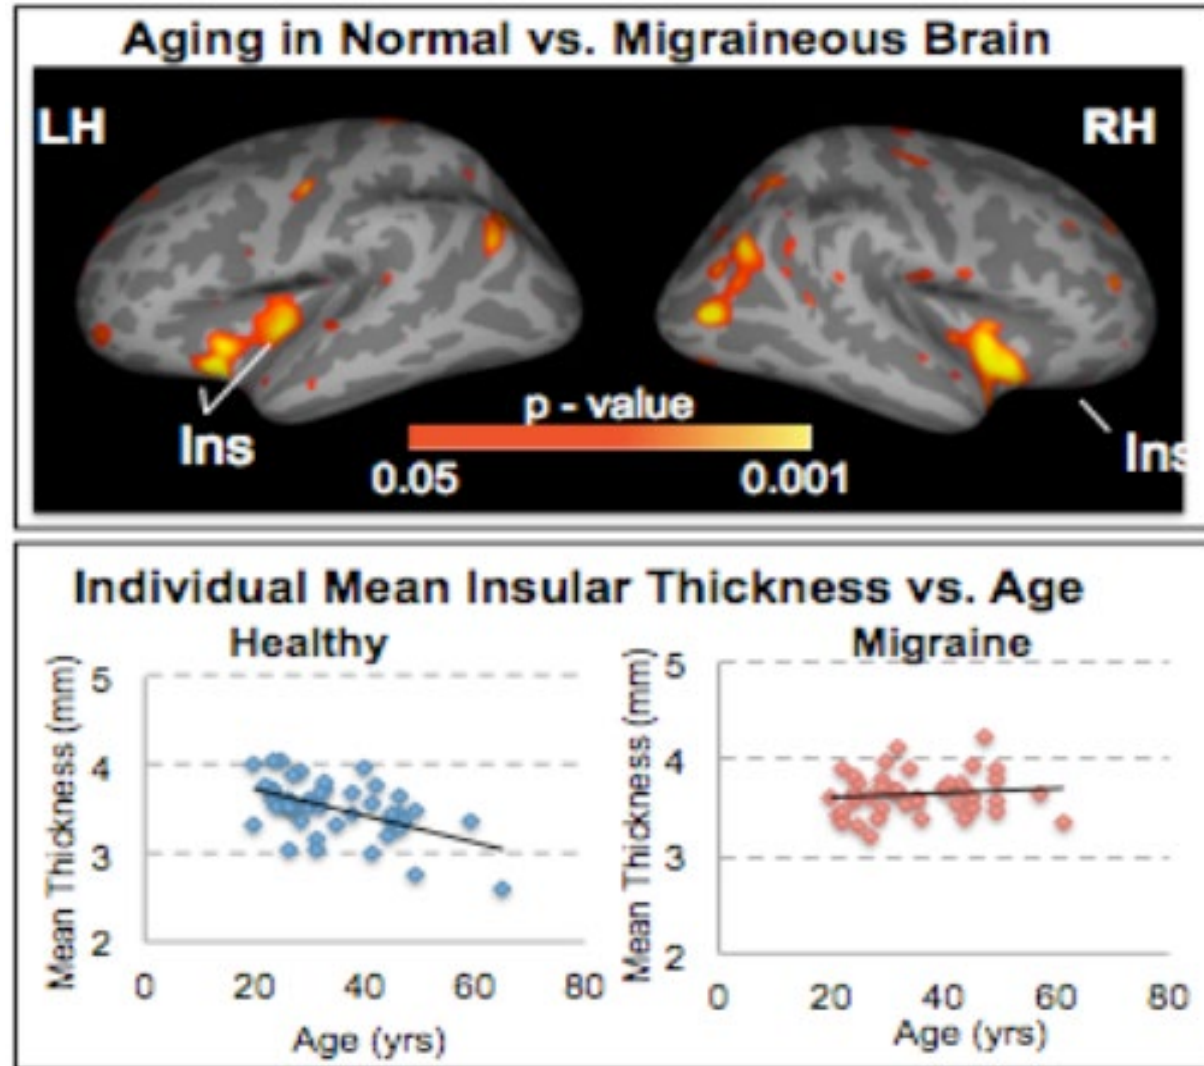 Aging in Normal vs. Migraineous Brain
LH
RH
Ins
Ins
p - value
0.05 0.001
Individual Mean Insular Thickness vs. Age
Healthy
Mean Thickness (mm)
5
4
3
2
0 20 40 60 80
Age (yrs)
Migraine
Mean Thickness (mm)
5
4
3
2
0 20 40 60 80
Age (yrs)